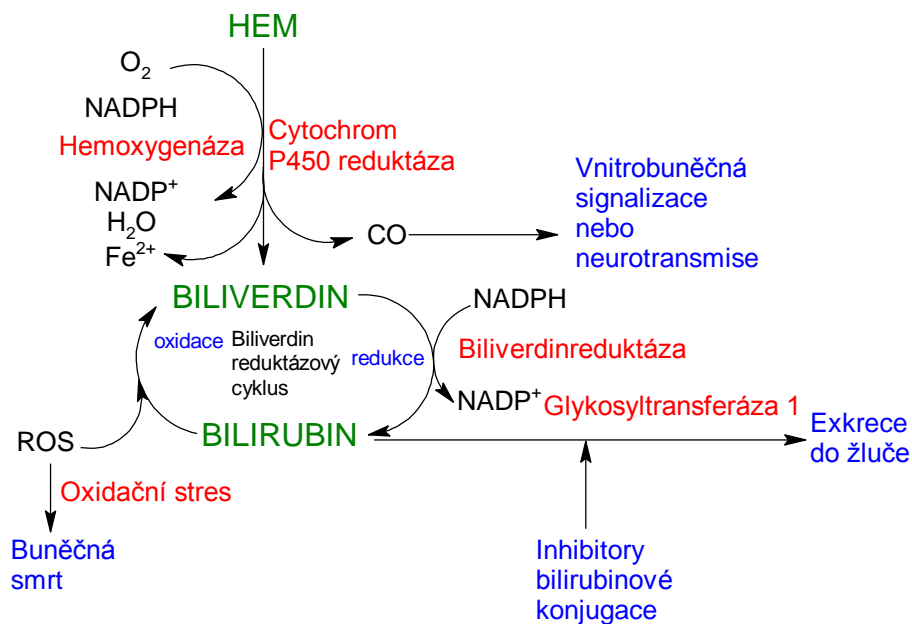 HEM
O₂
NADPH
Hemoxygenáza
Cytochrom
P450 reduktáza
NADP⁺
H₂O
Fe²⁺
CO
Vnitrobuněčná
signalizace
nebo
neurotransmise
BILIVERDIN
NADPH
oxidace
Biliverdin
reduktázový
cyklus
redukce
Biliverdinreduktáza
NADP⁺
Glykosyltransferáza 1
BILIRUBIN
Exkrece
do žluče
ROS
Oxidační stres
Buněčná
smrt
Inhibitory
bilirubinové
konjugace